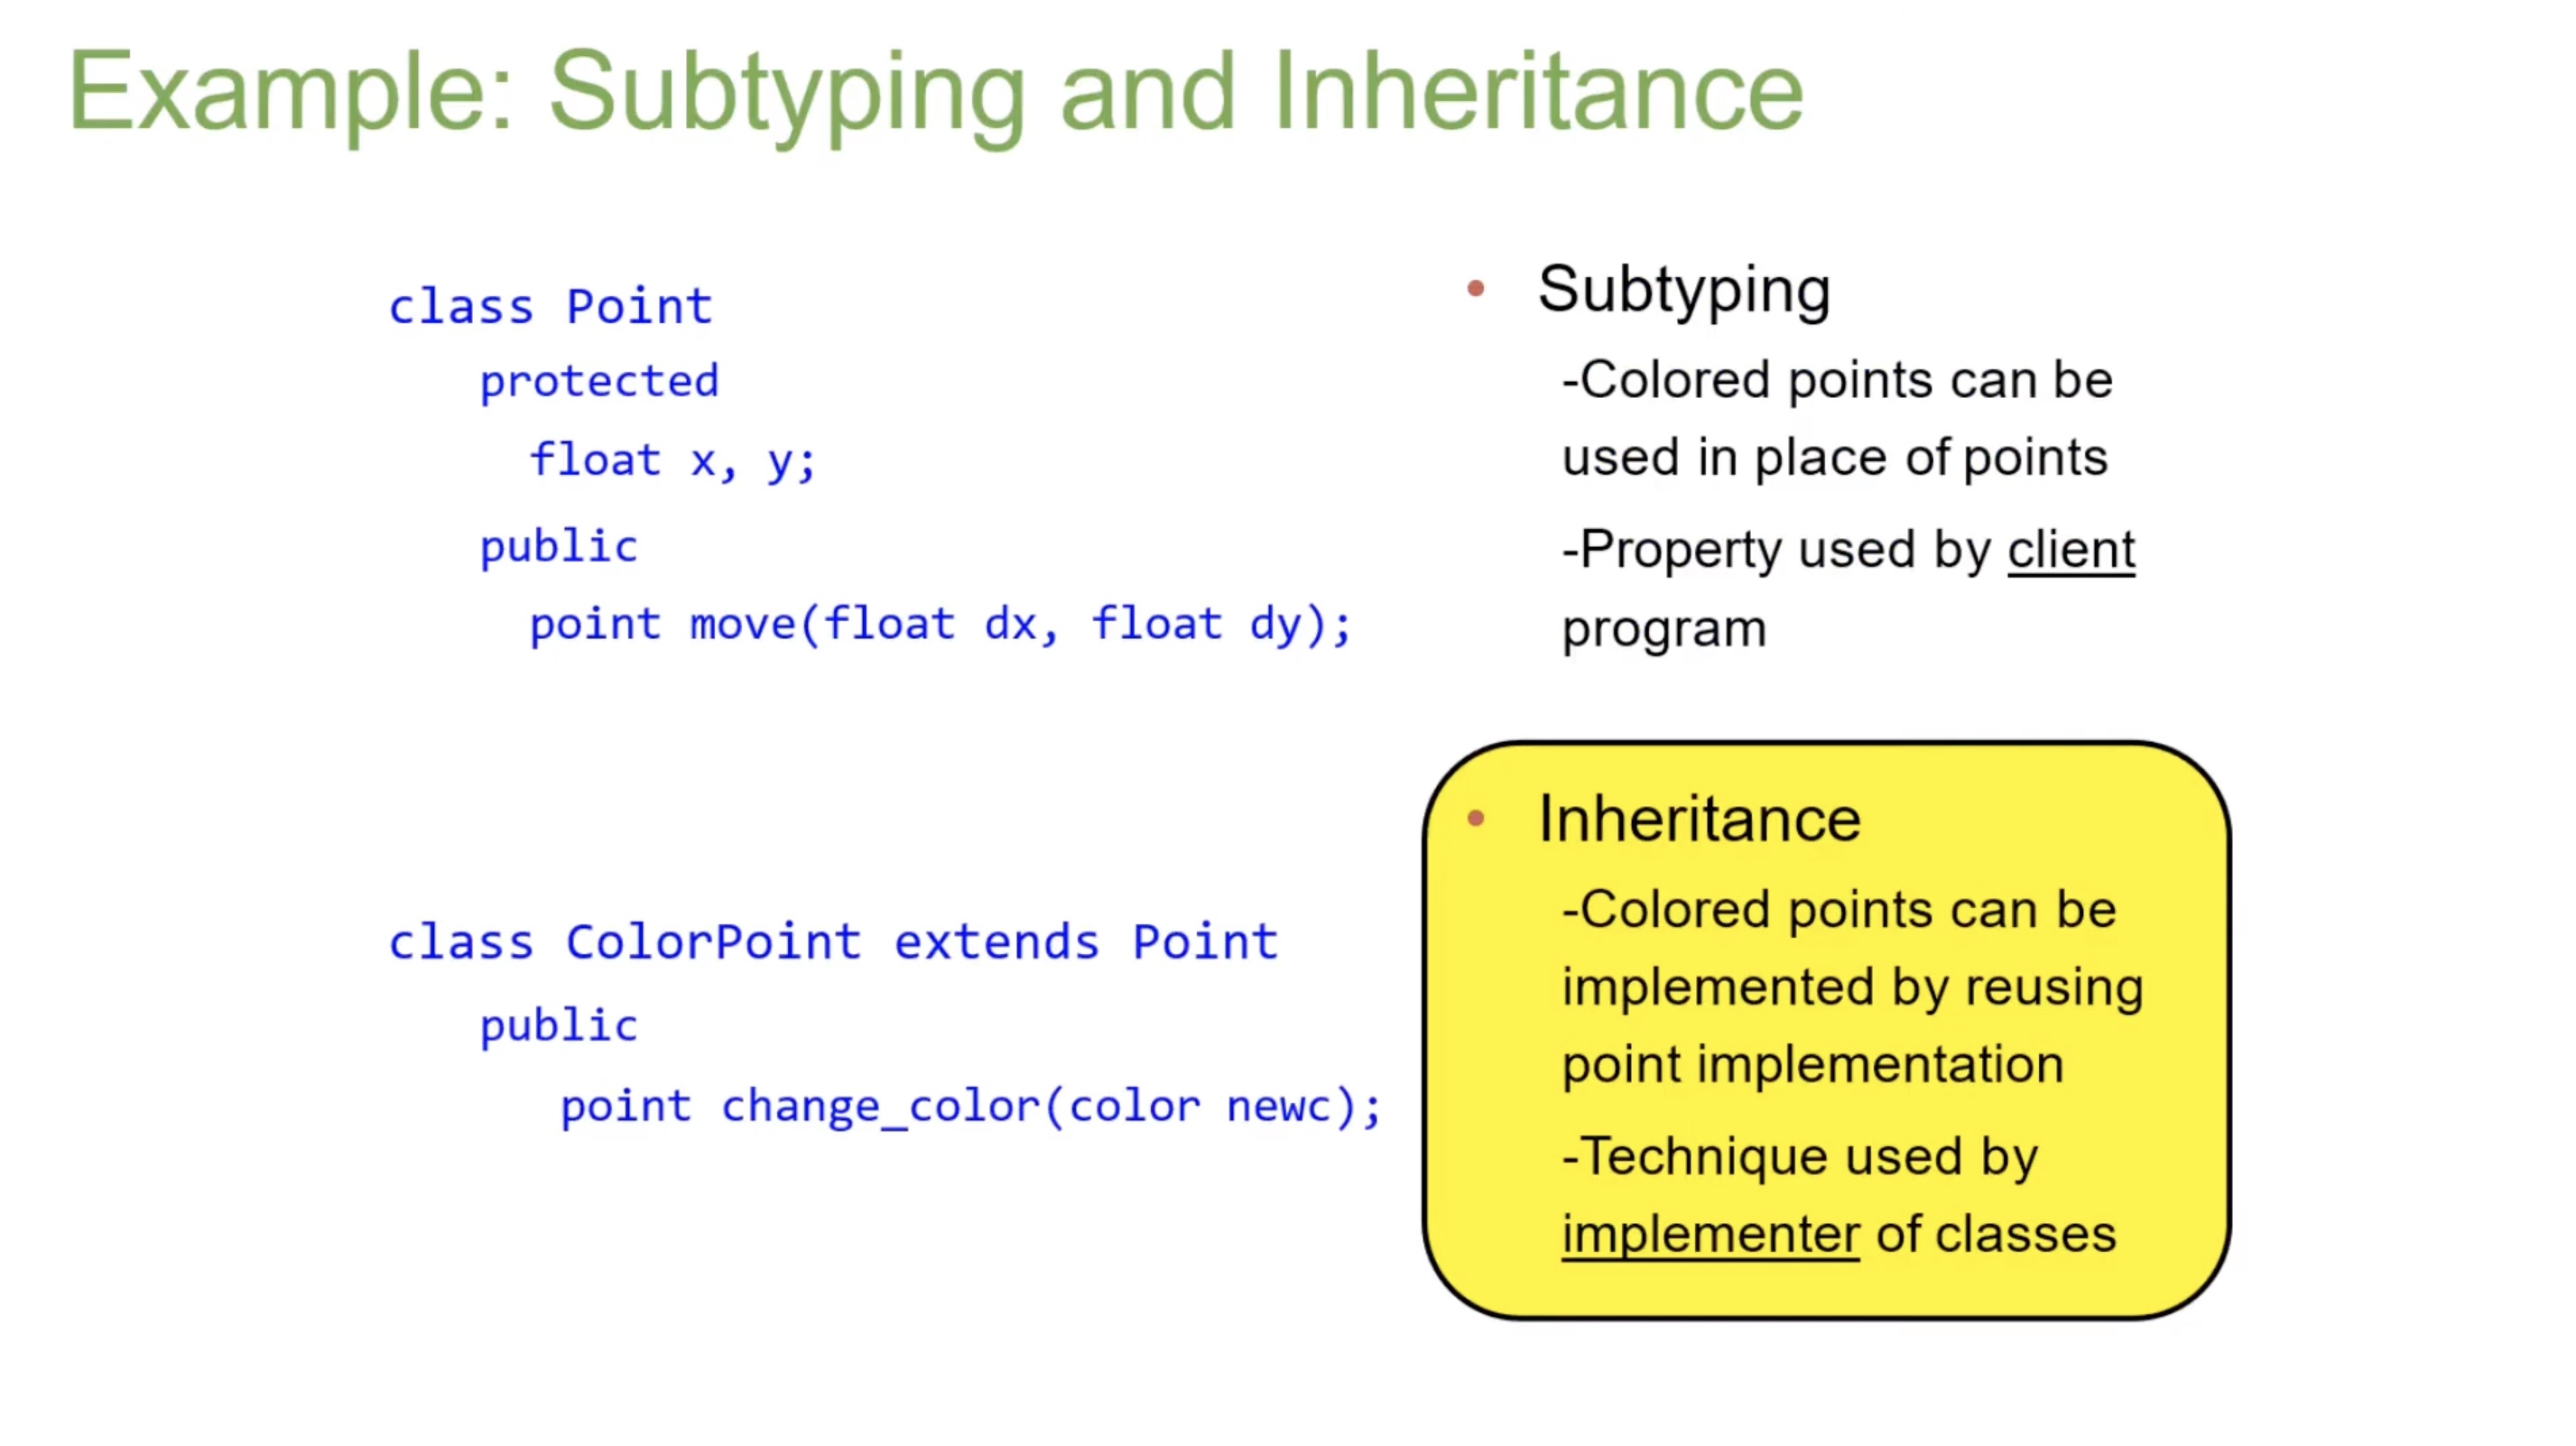 Example: Subtyping and Inheritance
class Point
protected
float x, y;
public
point move(float dx, float dy);
class ColorPoint extends Point
public
point change_color(color newc);
• Subtyping
-Colored points can be
used in place of points
-Property used by client
program
• Inheritance
-Colored points can be
implemented by reusing
point implementation
-Technique used by
implementer of classes